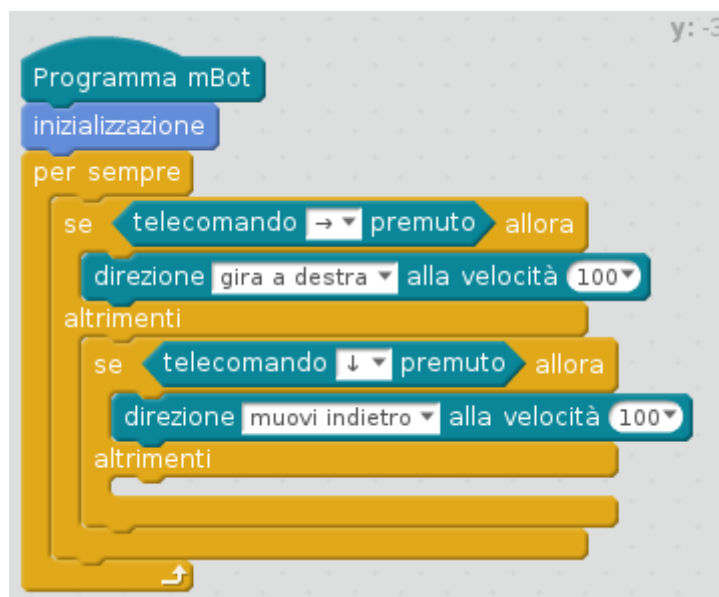 y: -3
Programma mBot
inizializzazione
per sempre
se telecomando → premuto allora
direzione gira a destra alla velocità 100
altrimenti
se telecomando ↓ premuto allora
direzione muovi indietro alla velocità 100
altrimenti